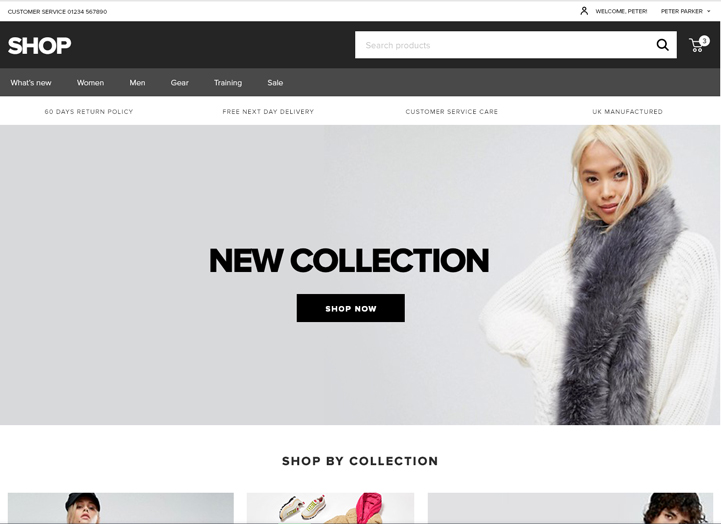 CUSTOMER SERVICE 01234 567890
WELCOME, PETER!
PETER PARKER
SHOP
Search products
3
What's new
Women
Men
Gear
Training
Sale
60 DAYS RETURN POLICY
FREE NEXT DAY DELIVERY
CUSTOMER SERVICE CARE
UK MANUFACTURED
NEW COLLECTION
SHOP NOW
SHOP BY COLLECTION